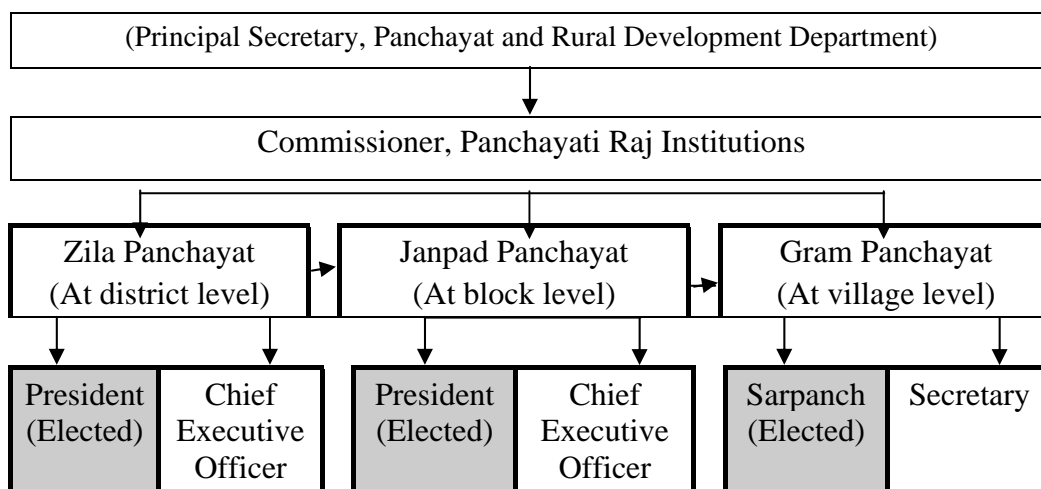 (Principal Secretary, Panchayat and Rural Development Department)
Commissioner, Panchayati Raj Institutions
Zila Panchayat
(At district level)
Janpad Panchayat
(At block level)
Gram Panchayat
(At village level)
President
(Elected)
Chief
Executive
Officer
President
(Elected)
Chief
Executive
Officer
Sarpanch
(Elected)
Secretary